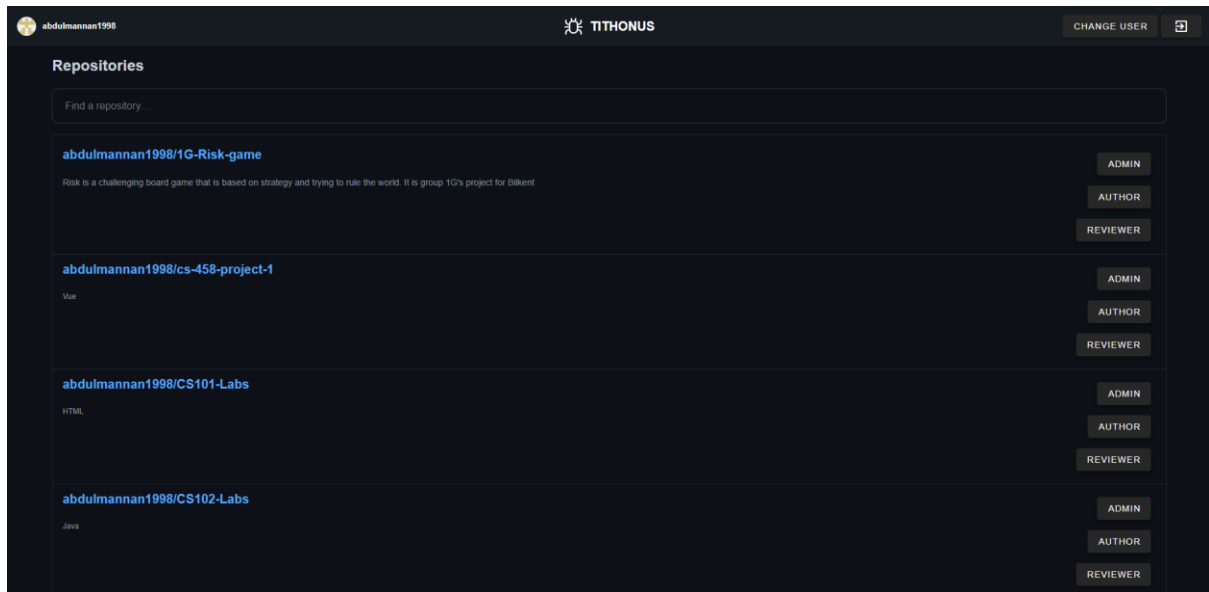 abdulmannan1998
TITHONUS
CHANGE USER
Repositories
Find a repository...
abdulmannan1998/1G-Risk-game
Risk is a challenging board game that is based on strategy and trying to rule the world. It is group 1G's project for Bilkent
ADMIN
AUTHOR
REVIEWER
abdulmannan1998/cs-458-project-1
Vue
ADMIN
AUTHOR
REVIEWER
abdulmannan1998/CS101-Labs
HTML
ADMIN
AUTHOR
REVIEWER
abdulmannan1998/CS102-Labs
Java
ADMIN
AUTHOR
REVIEWER